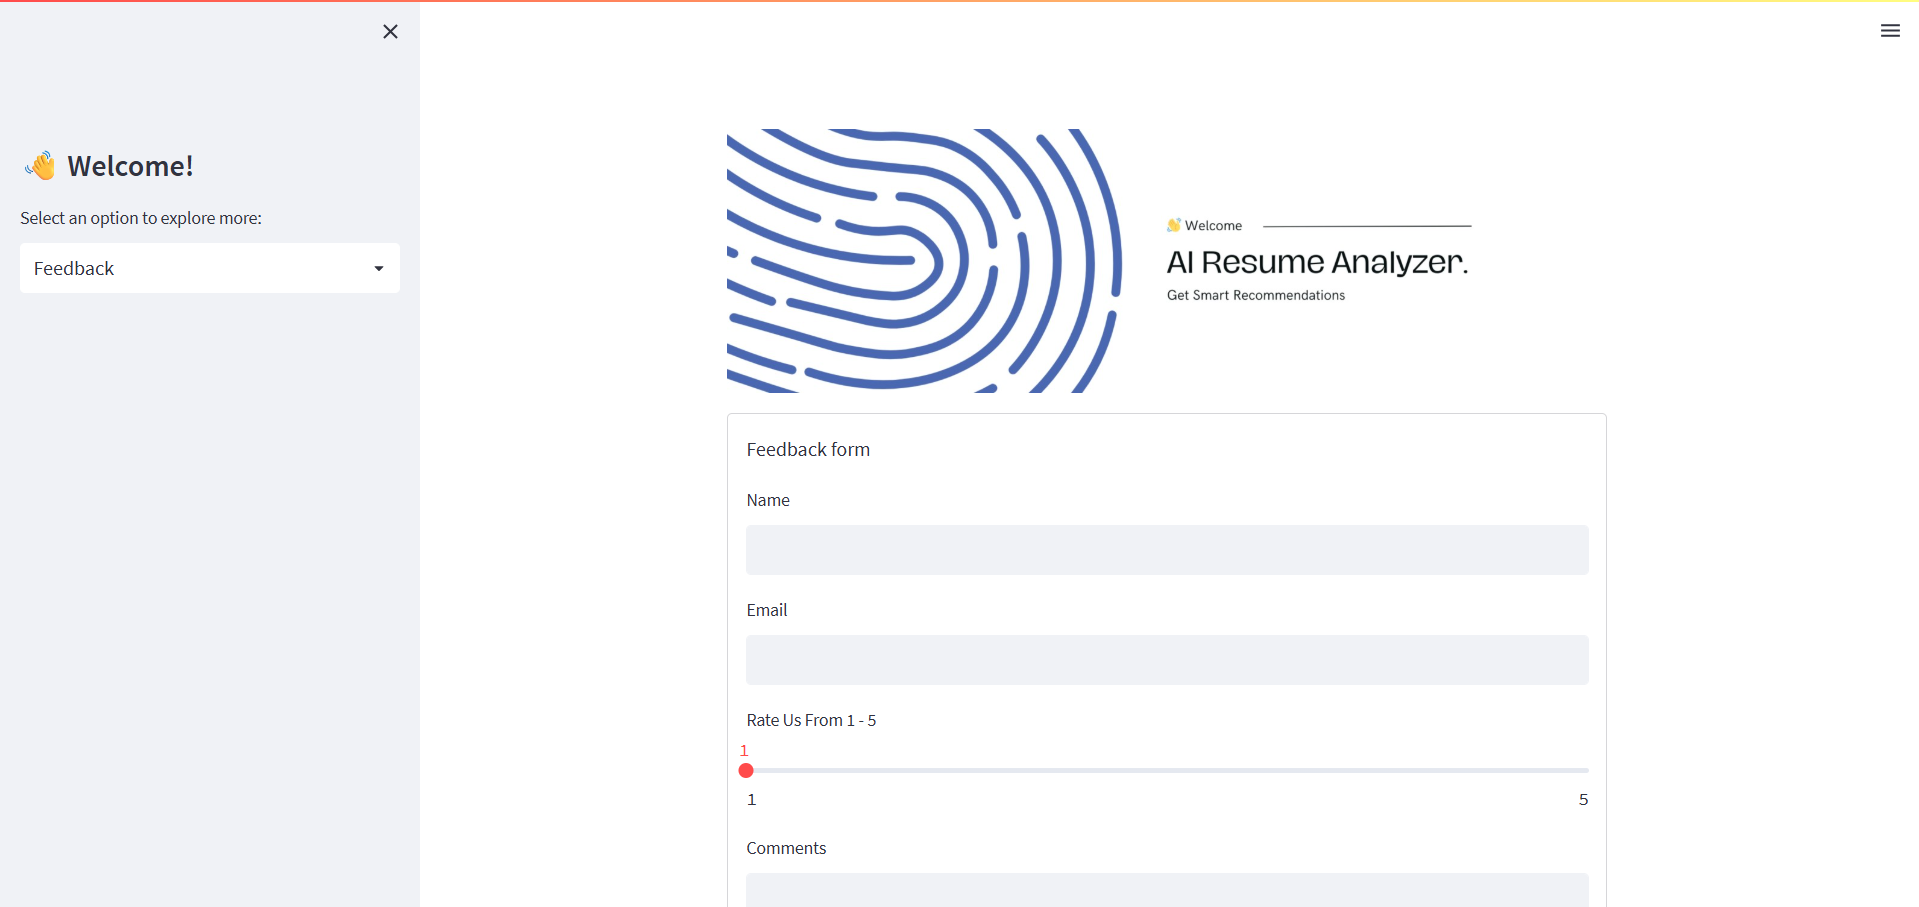 👋 Welcome!
Select an option to explore more:
Feedback
👋 Welcome
AI Resume Analyzer.
Get Smart Recommendations
Feedback form
Name
Email
Rate Us From 1 - 5
1
1
5
Comments